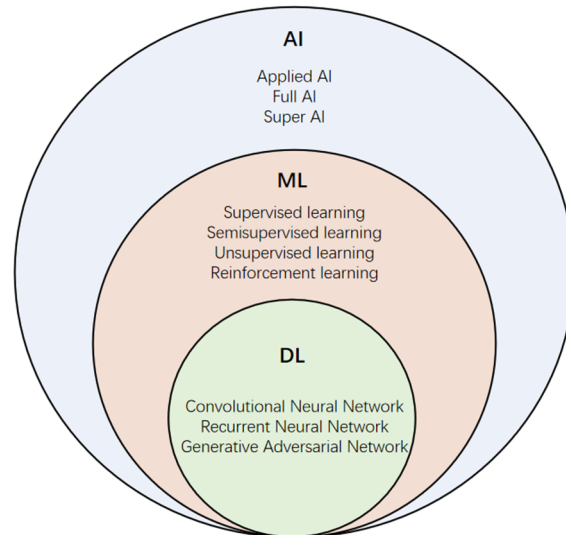 AI
Applied AI
Full AI
Super AI
ML
Supervised learning
Semisupervised learning
Unsupervised learning
Reinforcement learning
DL
Convolutional Neural Network
Recurrent Neural Network
Generative Adversarial Network